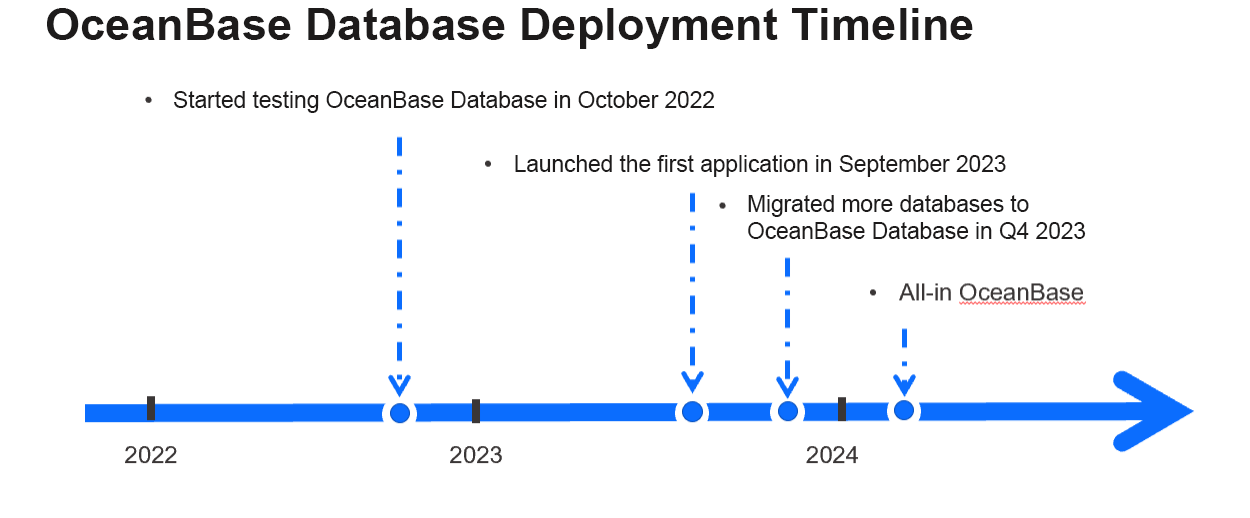 OceanBase Database Deployment Timeline
• Started testing OceanBase Database in October 2022
• Launched the first application in September 2023
• Migrated more databases to
OceanBase Database in Q4 2023
• All-in OceanBase
2022
2023
2024